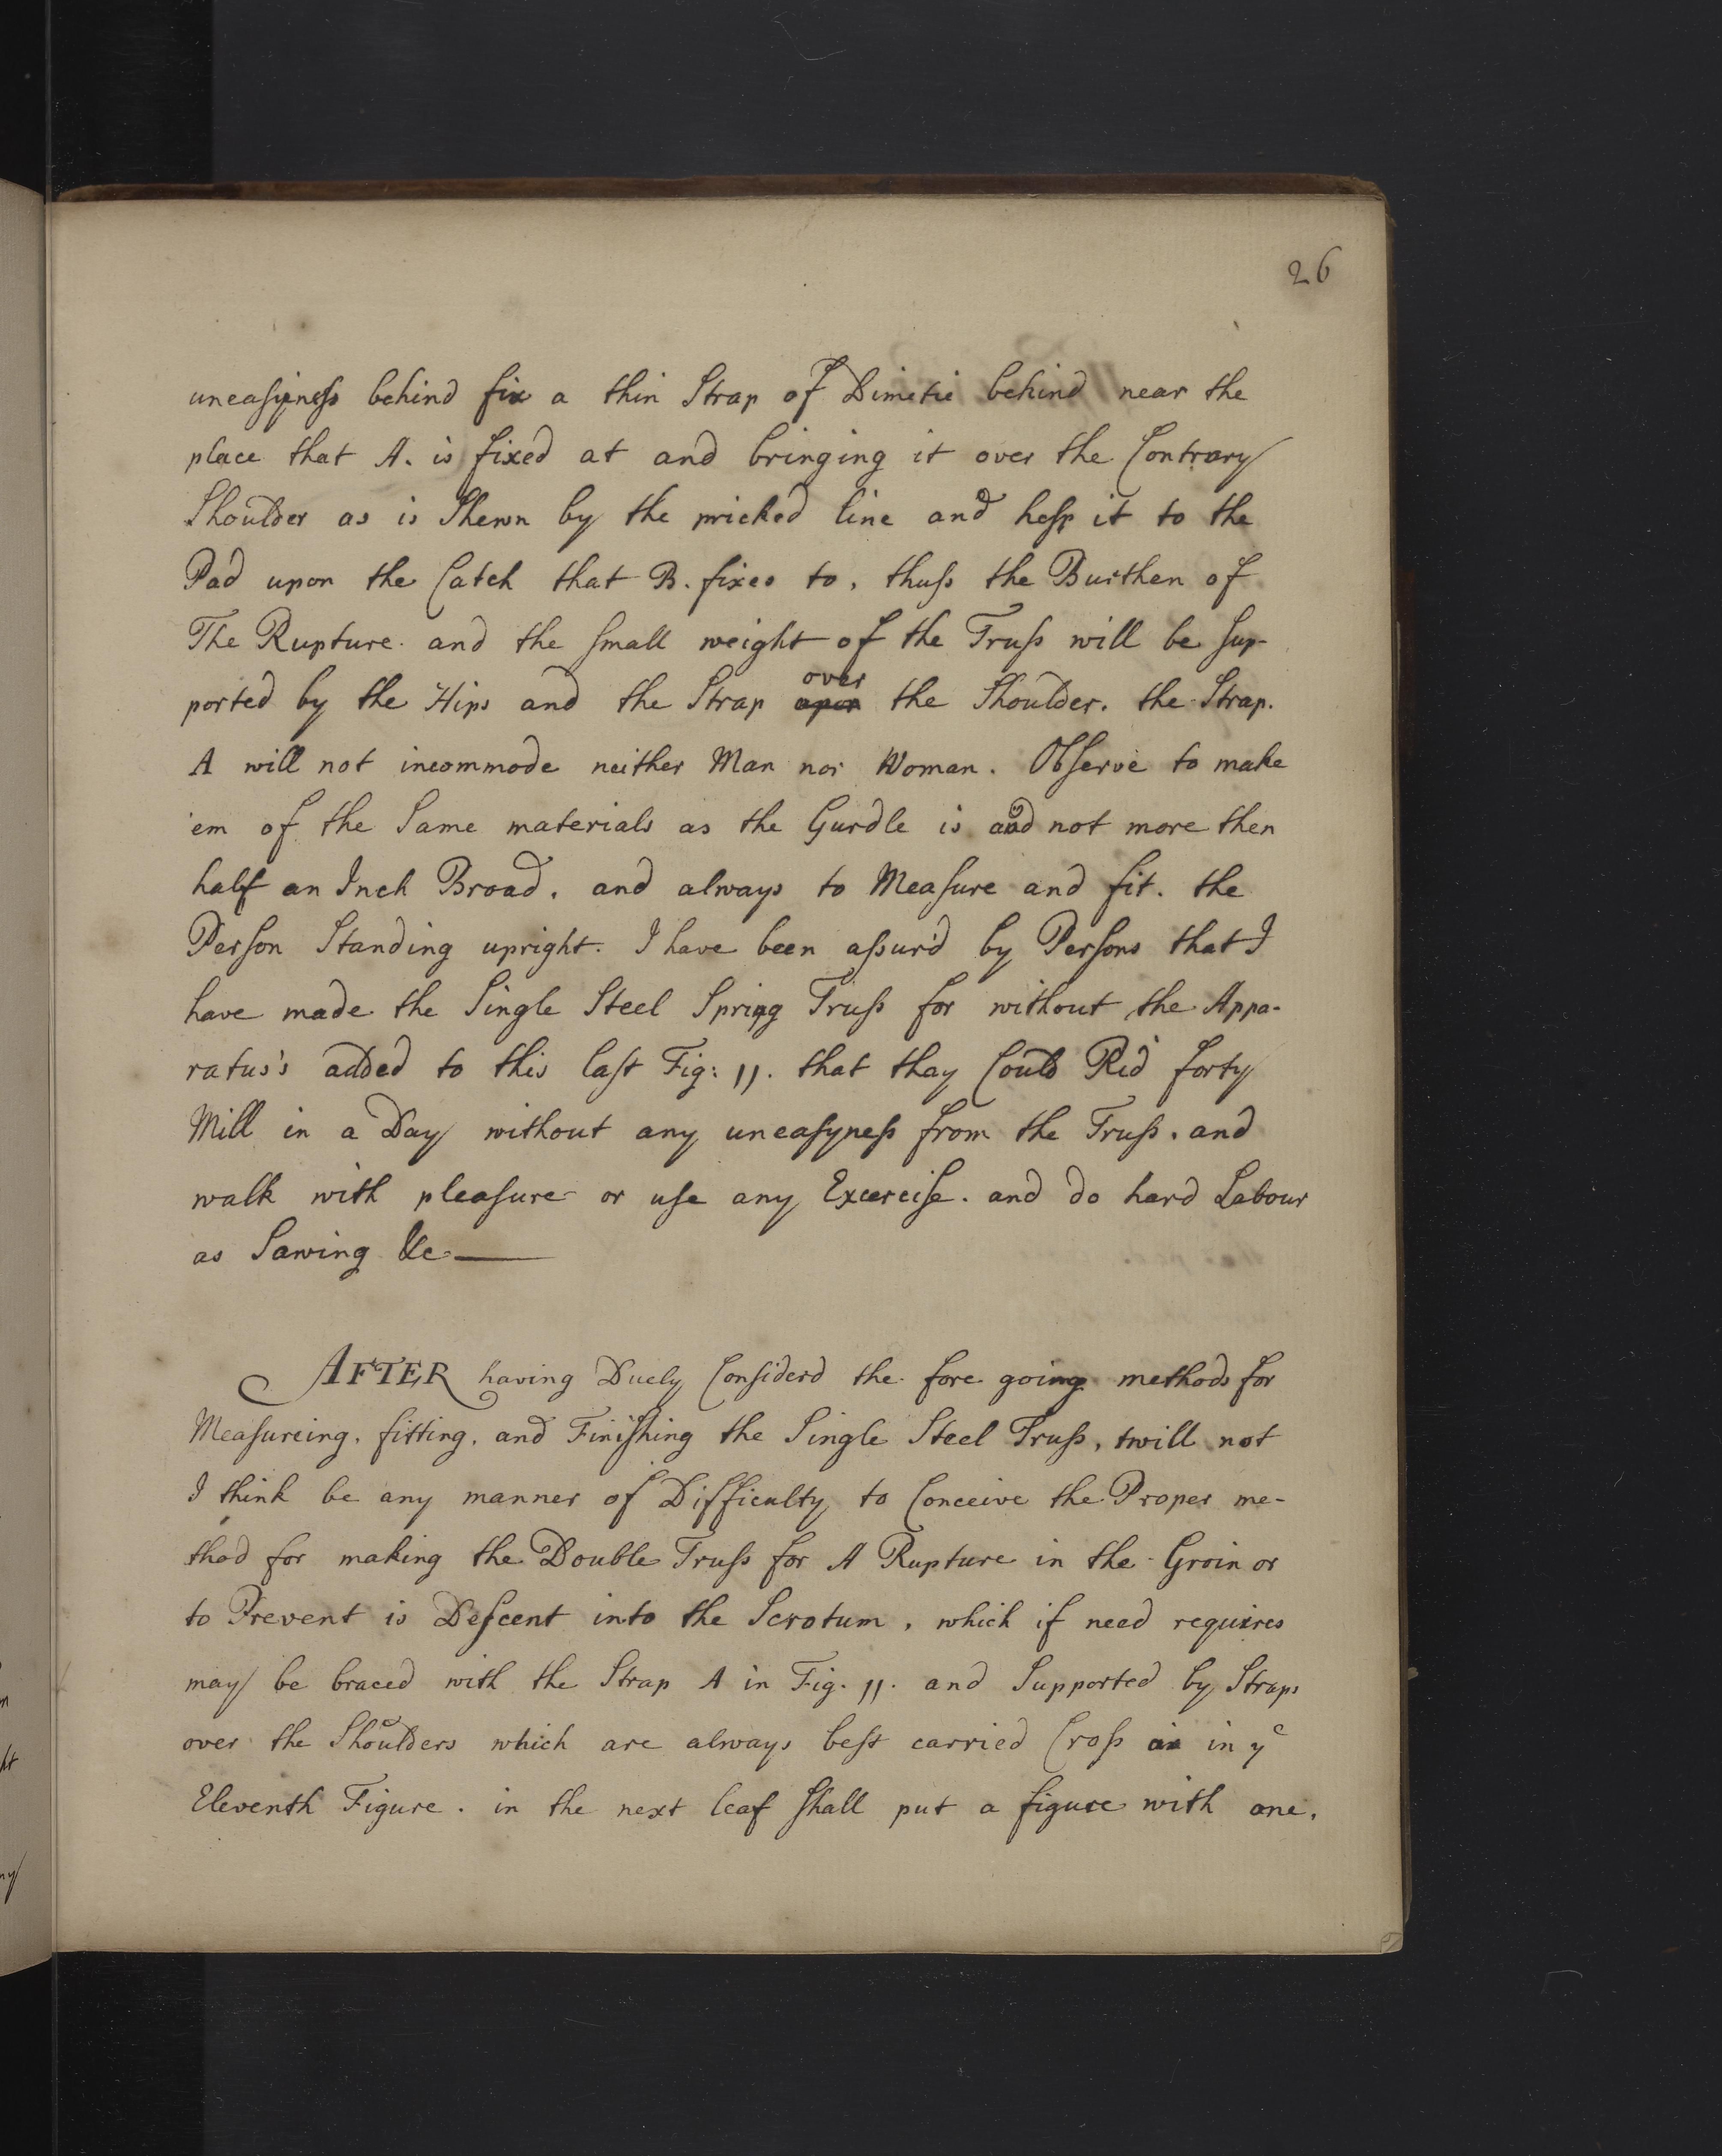 26
uneasyness behind fix a thin Strap of Dimetie behind near the
place that A. is fixed at and bringing it over the Contrary
Shoulder as is Shewn by the pricked line and hesp it to the
Pad upon the Catch that B. fixes to, thuss the Burthen of
The Rupture and the small weight of the Truss will be sup-
ported by the Hips and the Strap upon over the Shoulder. the Strap.
A will not incommode neither Man nor Woman. Observe to make
'em of the Same materials as the Gurdle is and not more then
half an Inch Broad. and always to Measure and fit. the
Person Standing upright. I have been assur'd by Persons that I
have made the Single Steel Spring Truss for without the Appa-
ratus's added to this last Fig: 11. that thay Could Rid forty
Mill in a Day without any uneasyness from the Truss. and
walk with pleasure or use any Excercise. and do hard Labour
as Sawing &c
AFTER having Duely Considerd the fore going methods for
Measureing, fitting, and Finishing the Single Steel Truss, twill not
I think be any manner of Difficulty to Conceive the Proper me-
thod for making the Double Truss for A Rupture in the Groin or
to Prevent is Descent into the Scrotum, which if need requires
may be braced with the Strap A in Fig. 11. and Supported by Straps
over the Shoulders which are always best carried Cross in ye
Eleventh Figure. in the next leaf Shall put a figure with one.